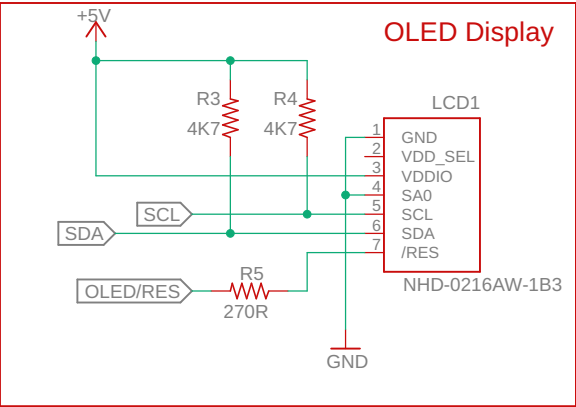 +5V
OLED Display
R3
4K7
R4
4K7
LCD1
1 GND
2 VDD_SEL
3 VDDIO
4 SA0
5 SCL
6 SDA
7 /RES
NHD-0216AW-1B3
SCL
SDA
OLED/RES
R5
270R
GND